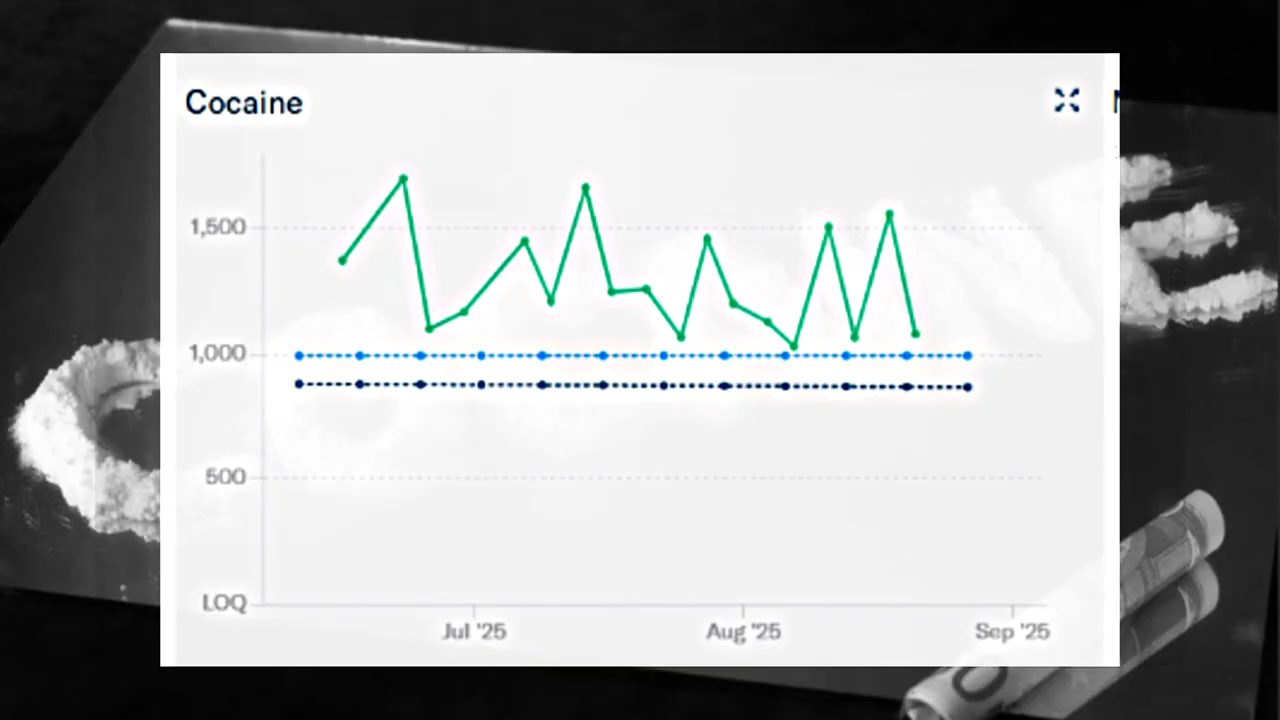 Cocaine
1,500
1,000
500
LOQ
Jul '25
Aug '25
Sep '25